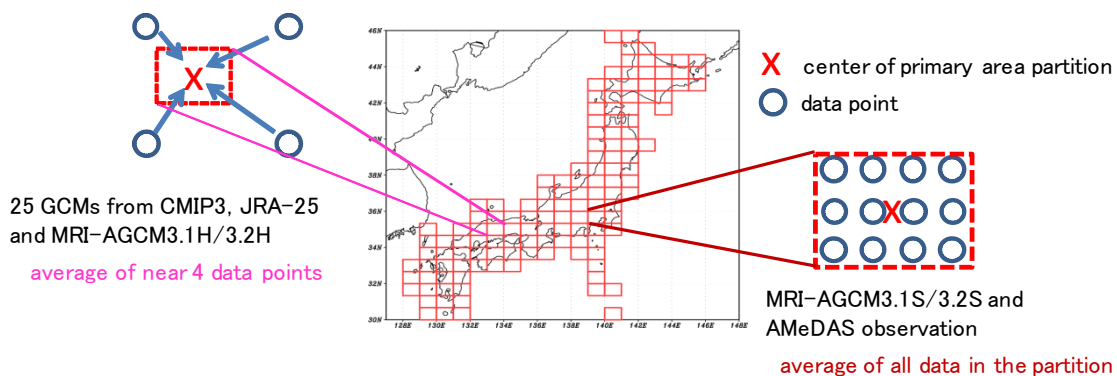 X center of primary area partition
data point
X
25 GCMs from CMIP3, JRA-25
and MRI-AGCM3.1H/3.2H
average of near 4 data points
46N
44N
42N
40N
38N
36N
34N
32N
30N
128E 130E 132E 134E 136E 138E 140E 142E 144E 146E 148E
X
MRI-AGCM3.1S/3.2S and
AMeDAS observation
average of all data in the partition